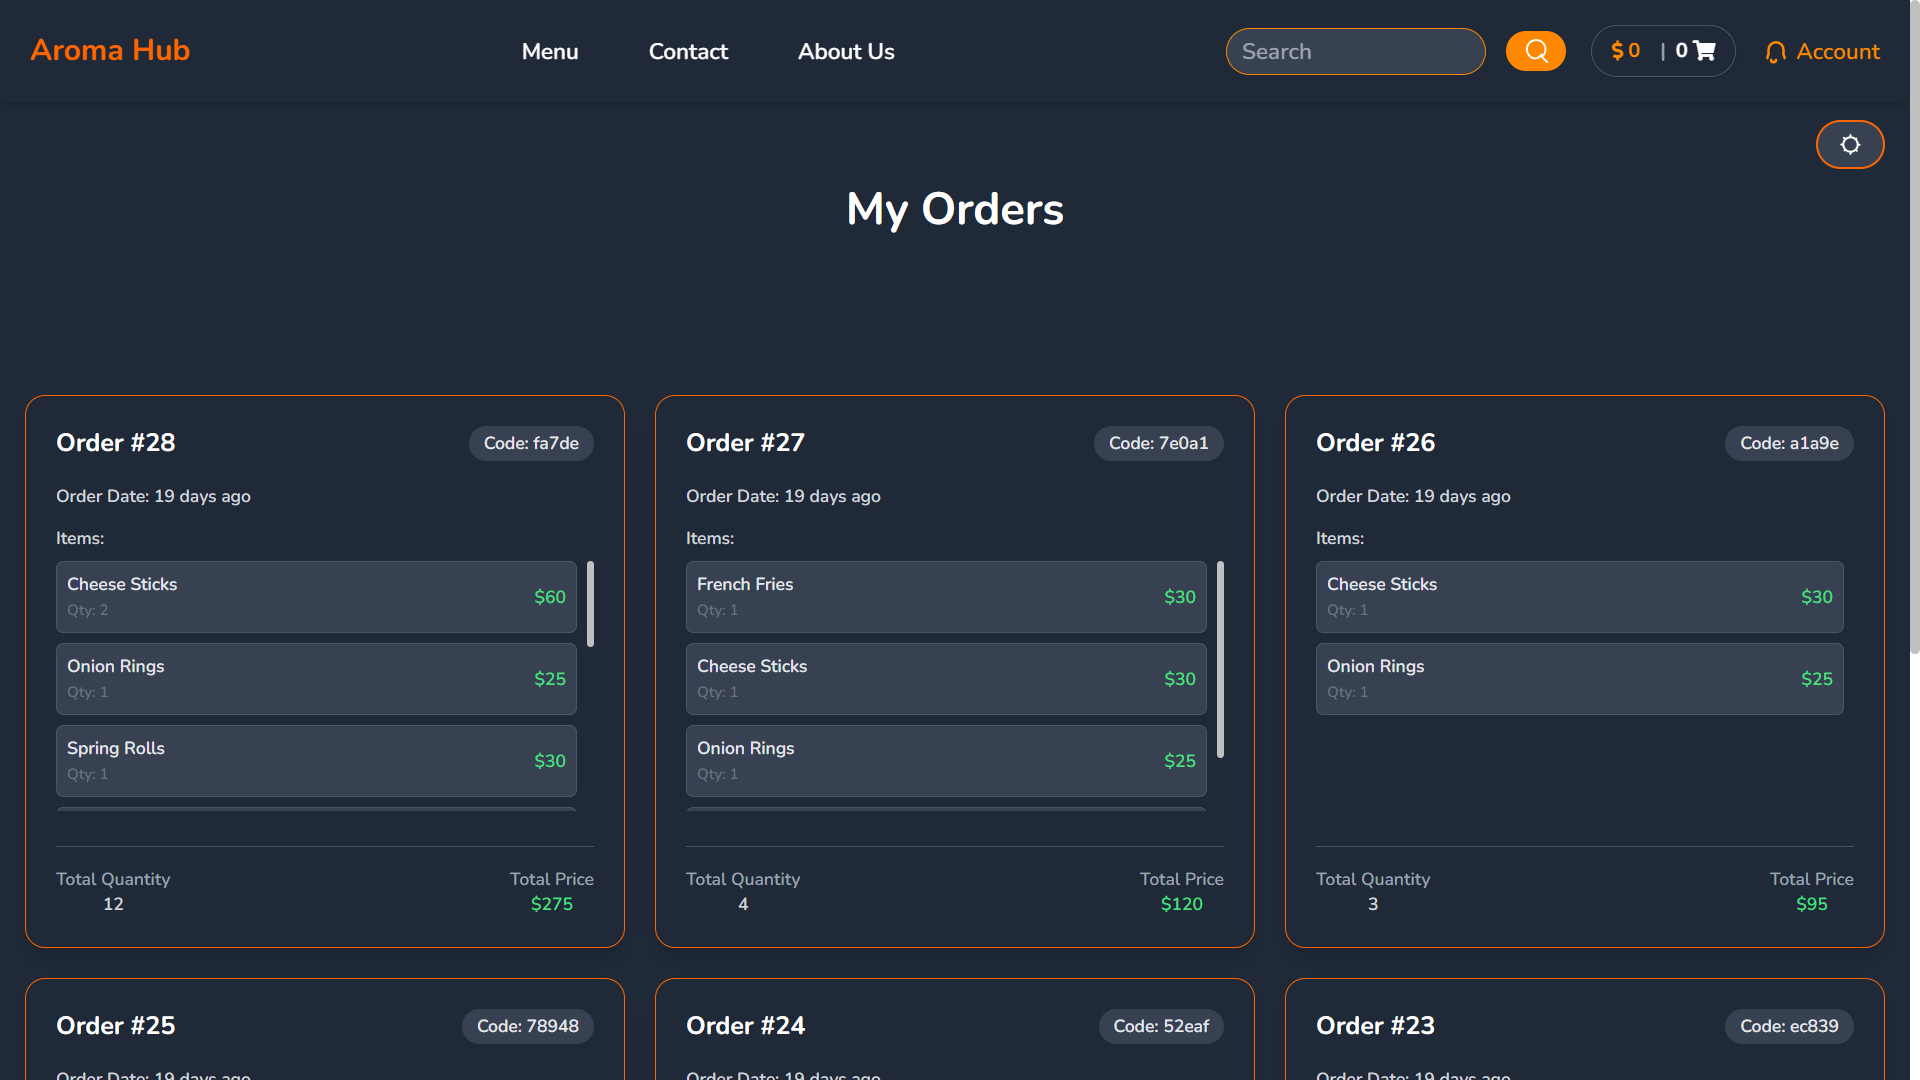 Aroma Hub
Menu
Contact
About Us
Search
$ 0 | 0
Account
My Orders
Order #28
Code: fa7de
Order Date: 19 days ago
Items:
Cheese Sticks
Qty: 2
$60
Onion Rings
Qty: 1
$25
Spring Rolls
Qty: 1
$30
Total Quantity
12
Total Price
$275
Order #27
Code: 7e0a1
Order Date: 19 days ago
Items:
French Fries
Qty: 1
$30
Cheese Sticks
Qty: 1
$30
Onion Rings
Qty: 1
$25
Total Quantity
4
Total Price
$120
Order #26
Code: a1a9e
Order Date: 19 days ago
Items:
Cheese Sticks
Qty: 1
$30
Onion Rings
Qty: 1
$25
Total Quantity
3
Total Price
$95
Order #25
Code: 78948
Order Date: 19 days ago
Order #24
Code: 52eaf
Order Date: 19 days ago
Order #23
Code: ec839
Order Date: 19 days ago